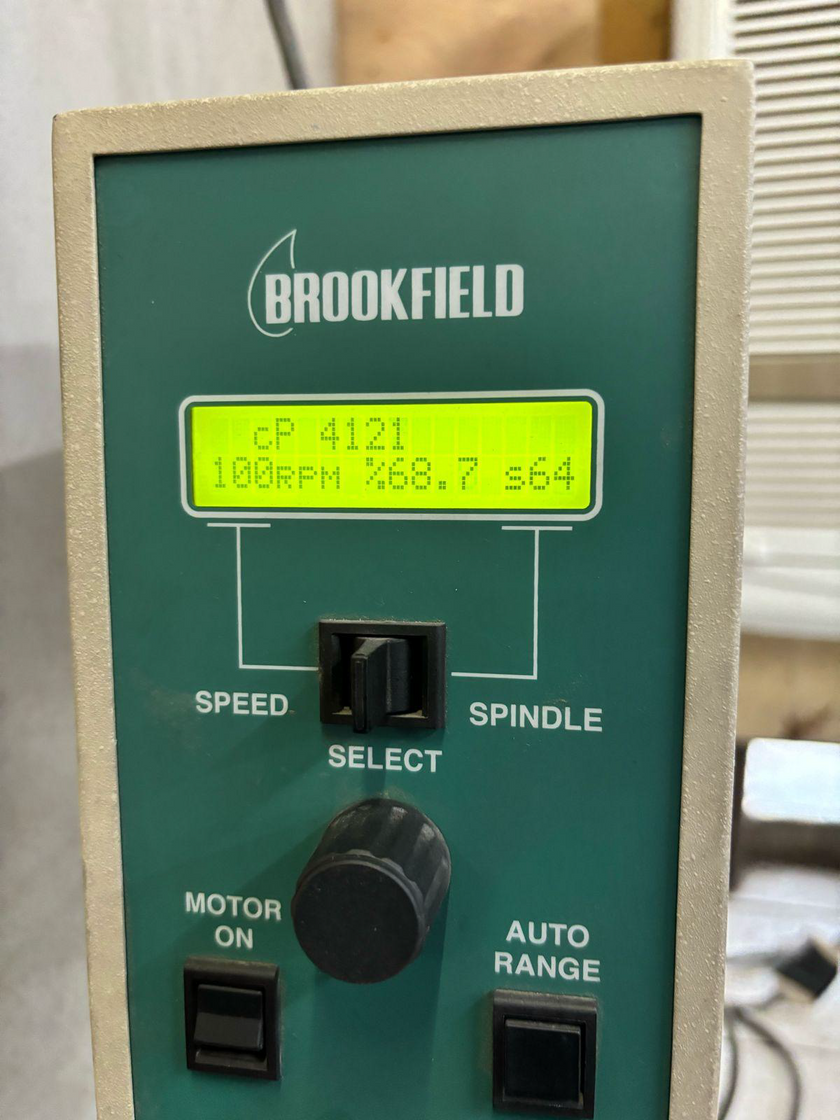 BROOKFIELD
cP 4121
100RPM %68.7 s64
SPEED
SPINDLE
SELECT
MOTOR
ON
AUTO
RANGE